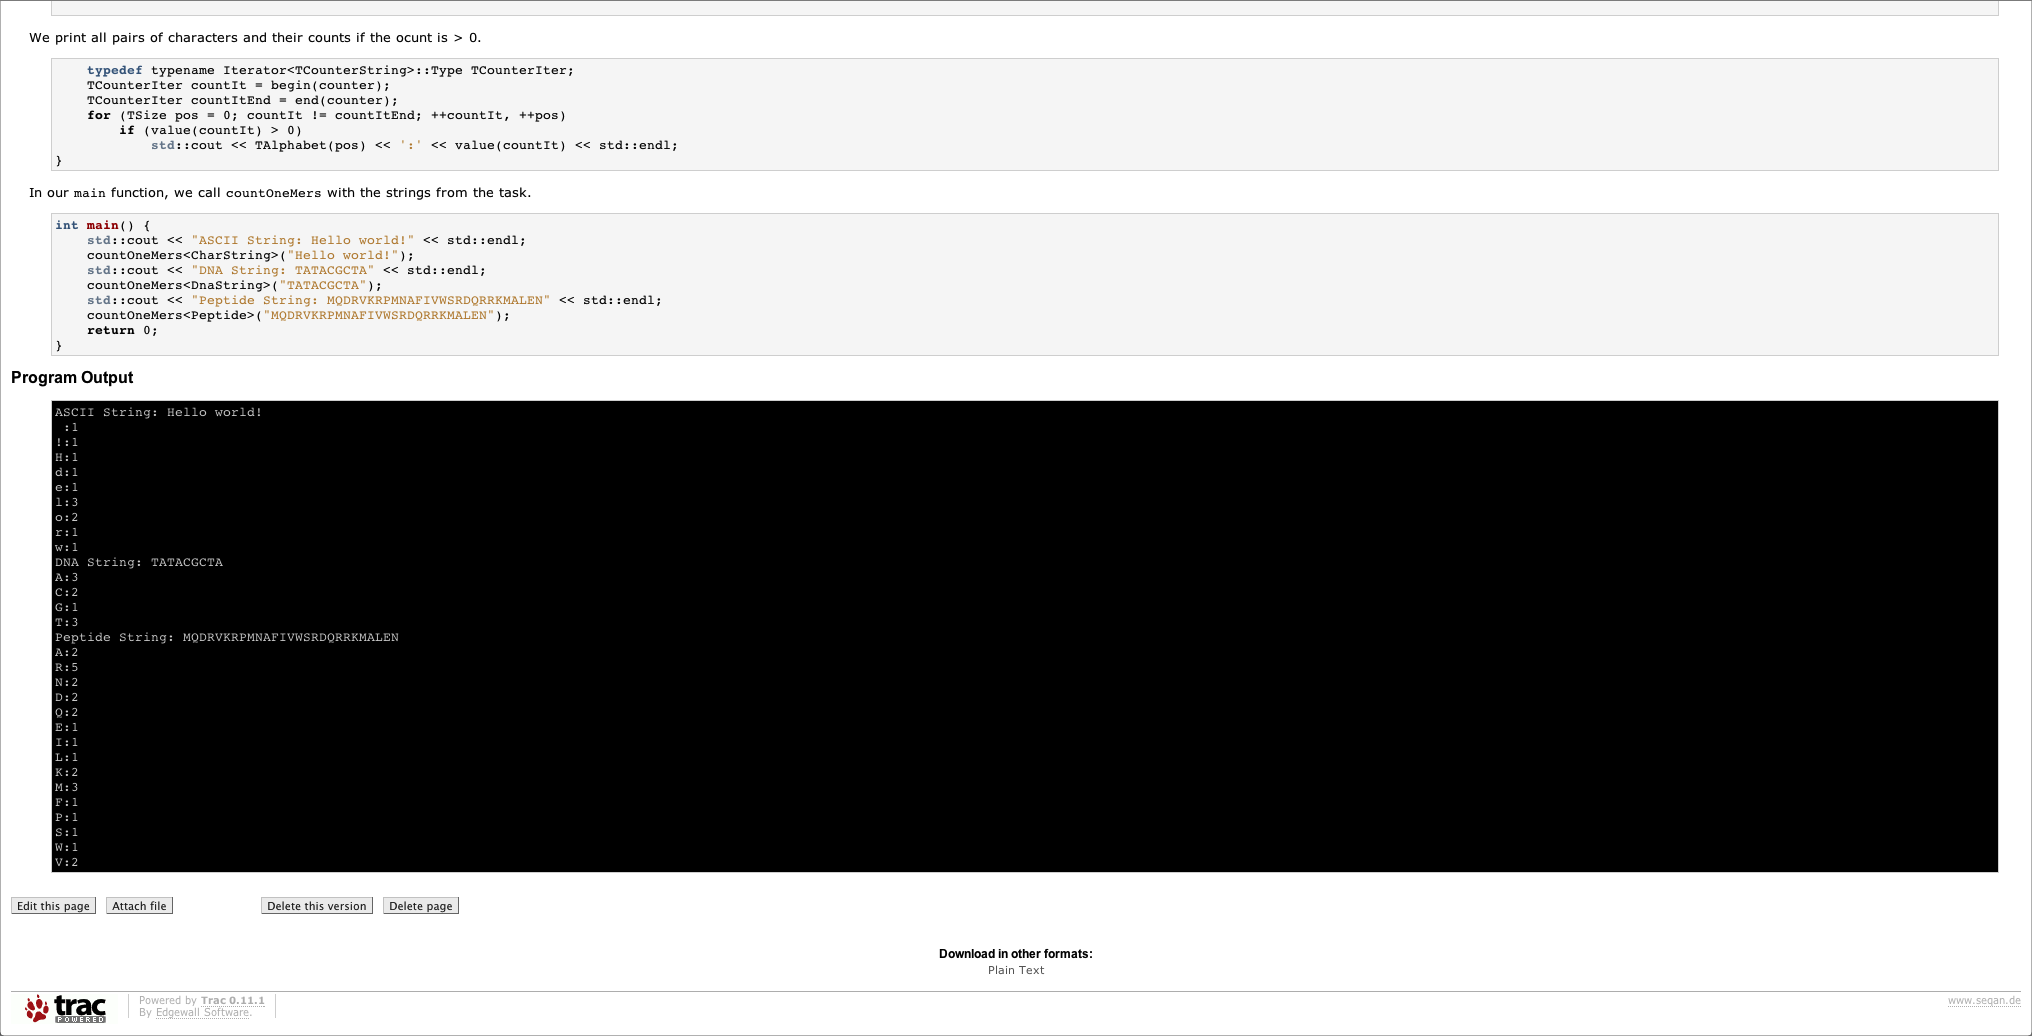 We print all pairs of characters and their counts if the ocunt is > 0.
    typedef typename Iterator<TCounterString>::Type TCounterIter;
    TCounterIter countIt = begin(counter);
    TCounterIter countItEnd = end(counter);
    for (TSize pos = 0; countIt != countItEnd; ++countIt, ++pos)
        if (value(countIt) > 0)
            std::cout << TAlphabet(pos) << ':' << value(countIt) << std::endl;
}
In our main function, we call countOneMers with the strings from the task.
int main() {
    std::cout << "ASCII String: Hello world!" << std::endl;
    countOneMers<CharString>("Hello world!");
    std::cout << "DNA String: TATACGCTA" << std::endl;
    countOneMers<DnaString>("TATACGCTA");
    std::cout << "Peptide String: MQDRVKRPMNAFIVWSRDQRRKMALEN" << std::endl;
    countOneMers<Peptide>("MQDRVKRPMNAFIVWSRDQRRKMALEN");
    return 0;
}
Program Output
ASCII String: Hello world!
 :1
!:1
H:1
d:1
e:1
l:3
o:2
r:1
w:1
DNA String: TATACGCTA
A:3
C:2
G:1
T:3
Peptide String: MQDRVKRPMNAFIVWSRDQRRKMALEN
A:2
R:5
N:2
D:2
Q:2
E:1
I:1
L:1
K:2
M:3
F:1
P:1
S:1
W:1
V:2
Edit this page Attach file Delete this version Delete page
Download in other formats:
Plain Text
trac POWERED
Powered by Trac 0.11.1
By Edgewall Software.
www.seqan.de